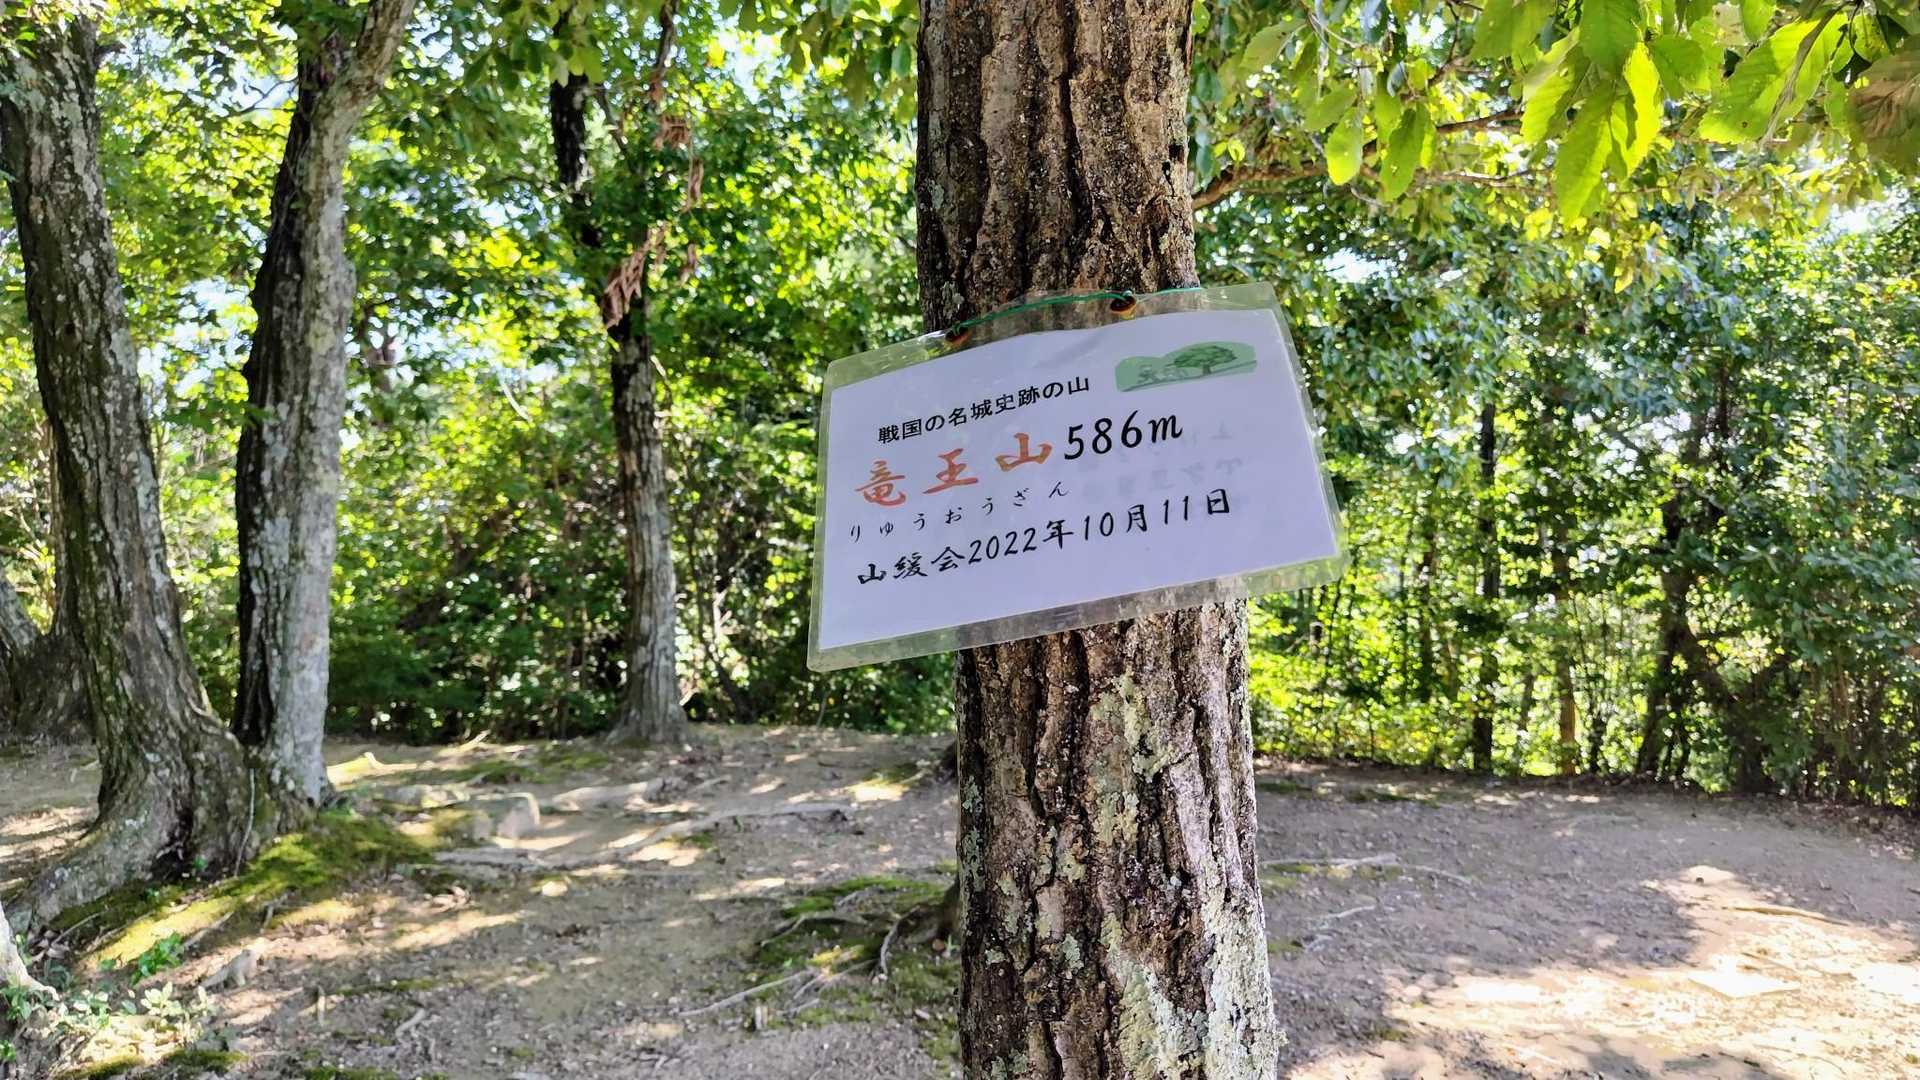 戦国の名城史跡の山
竜王山586m
りゅうおうざん
山緩会2022年10月11日